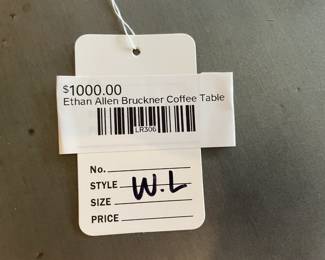 $1000.00
Ethan Allen Bruckner Coffee Table
LR306
No.
STYLE W.L
SIZE
PRICE